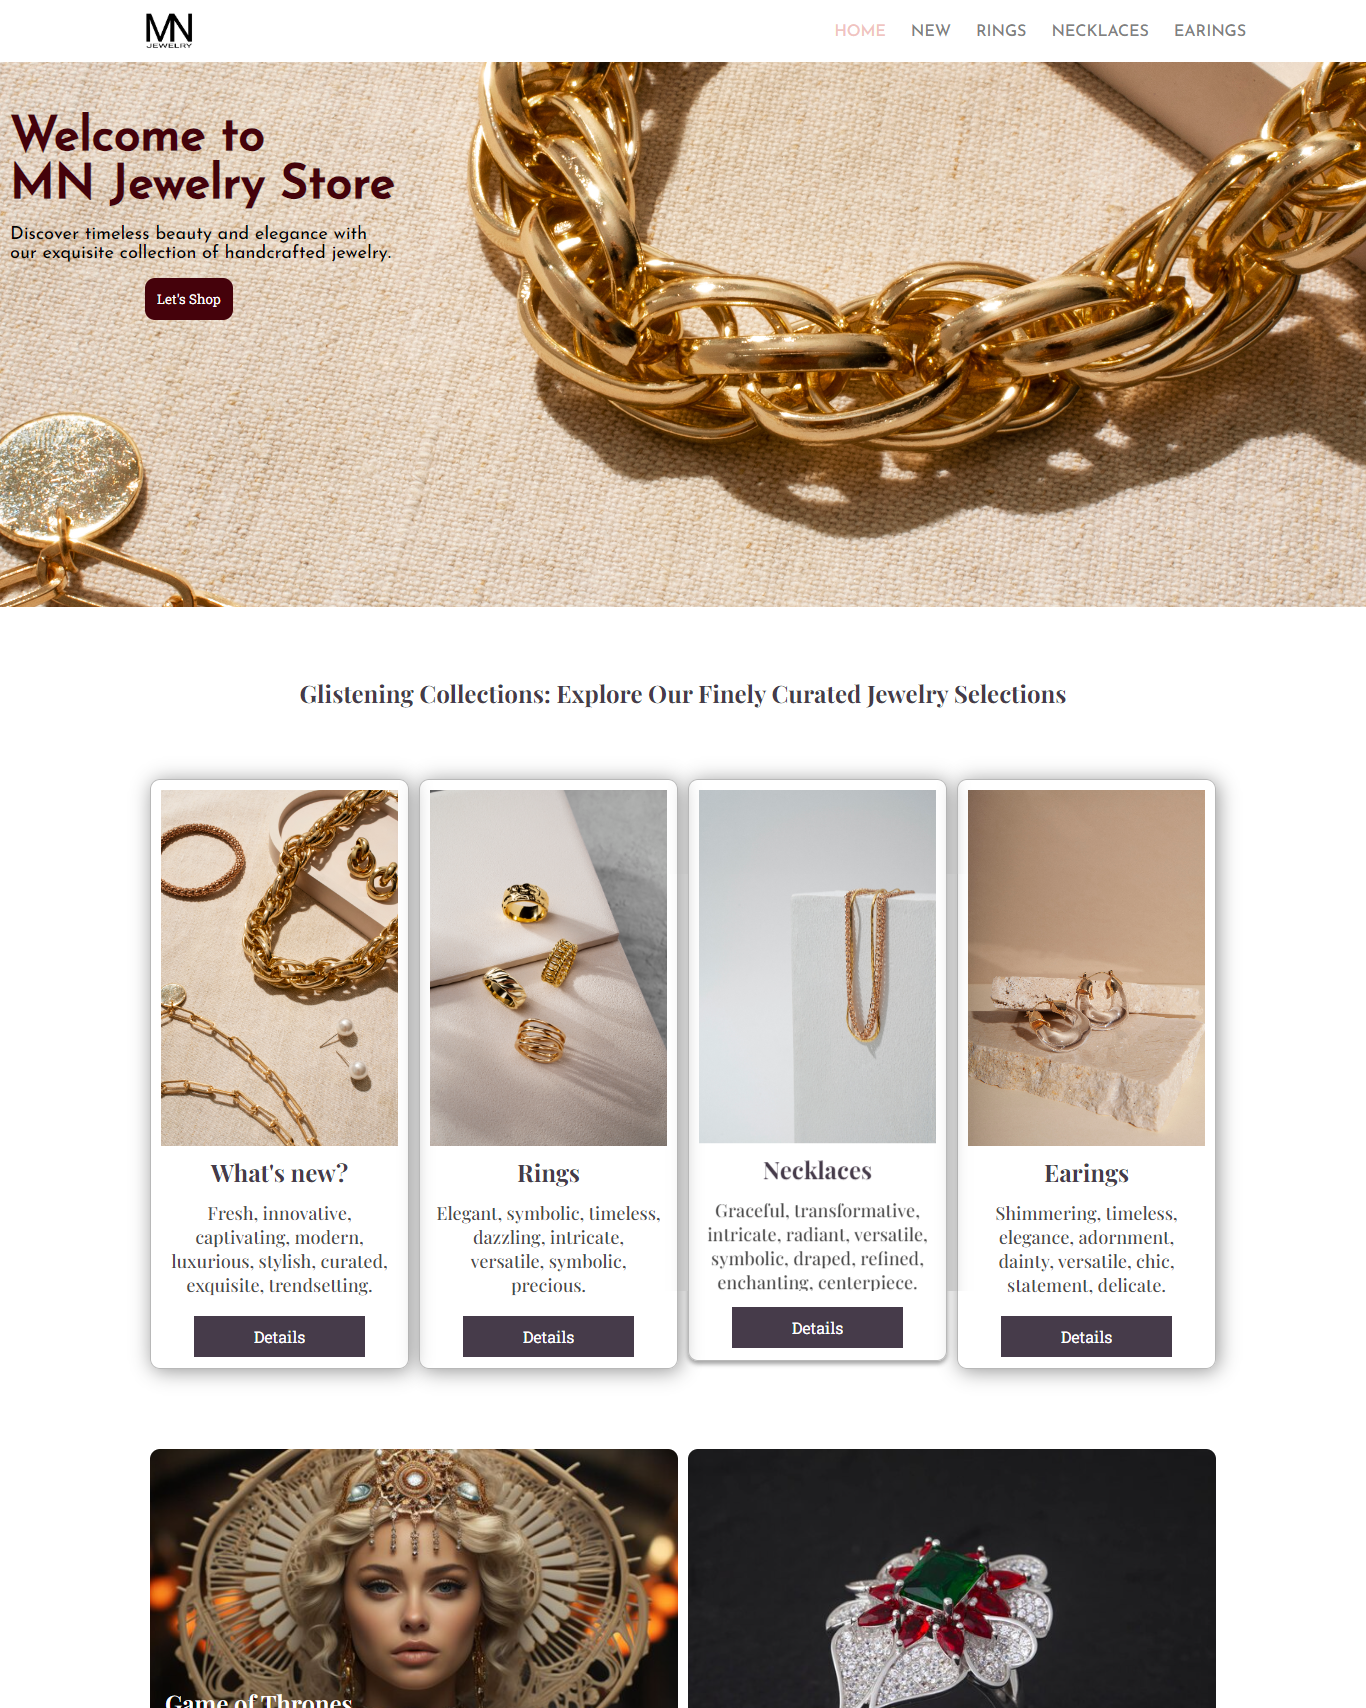 MN
JEWELRY
HOME NEW RINGS NECKLACES EARINGS
Welcome to
MN Jewelry Store
Discover timeless beauty and elegance with
our exquisite collection of handcrafted jewelry.
Let's Shop
Glistening Collections: Explore Our Finely Curated Jewelry Selections
What's new?
Fresh, innovative,
captivating, modern,
luxurious, stylish, curated,
exquisite, trendsetting.
Details
Rings
Elegant, symbolic, timeless,
dazzling, intricate,
versatile, symbolic,
precious.
Details
Necklaces
Graceful, transformative,
intricate, radiant, versatile,
symbolic, draped, refined,
enchanting, centerpiece.
Details
Earings
Shimmering, timeless,
elegance, adornment,
dainty, versatile, chic,
statement, delicate.
Details
Game of Thrones